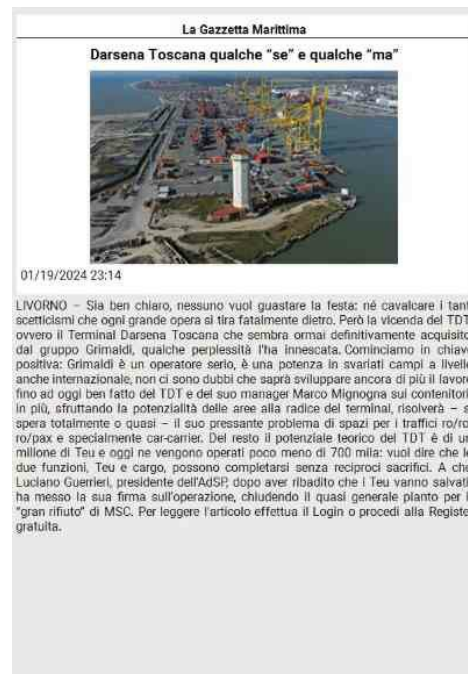 La Gazzetta Marittima
Darsena Toscana qualche “se” e qualche “ma”
01/19/2024 23:14
LIVORNO – Sia ben chiaro, nessuno vuol guastare la festa: né cavalcare i tant
scetticismi che ogni grande opera si tira fatalmente dietro. Però la vicenda del TDT
ovvero il Terminal Darsena Toscana che sembra ormai definitivamente acquisito
dal gruppo Grimaldi, qualche perplessità l'ha innescata. Cominciamo in chiave
positiva: Grimaldi è un operatore serio, è una potenza in svariati campi a livello
anche internazionale, non ci sono dubbi che saprà sviluppare ancora di più il lavoro
fino ad oggi ben fatto del TDT e del suo manager Marco Mignogna sui contenitori
in più, sfruttando la potenzialità delle aree alla radice del terminal, risolverà – s
spera totalmente o quasi – il suo pressante problema di spazi per i traffici ro/ro
ro/pax e specialmente car-carrier. Del resto il potenziale teorico del TDT è di un
milione di Teu e oggi ne vengono operati poco meno di 700 mila: vuol dire che le
due funzioni, Teu e cargo, possono completarsi senza reciproci sacrifici. A che
Luciano Guerrieri, presidente dell'AdSP, dopo aver ribadito che i Teu vanno salvati
ha messo la sua firma sull'operazione, chiudendo il quasi generale pianto per i
“gran rifiuto” di MSC. Per leggere l'articolo effettua il Login o procedi alla Registe
gratuita.